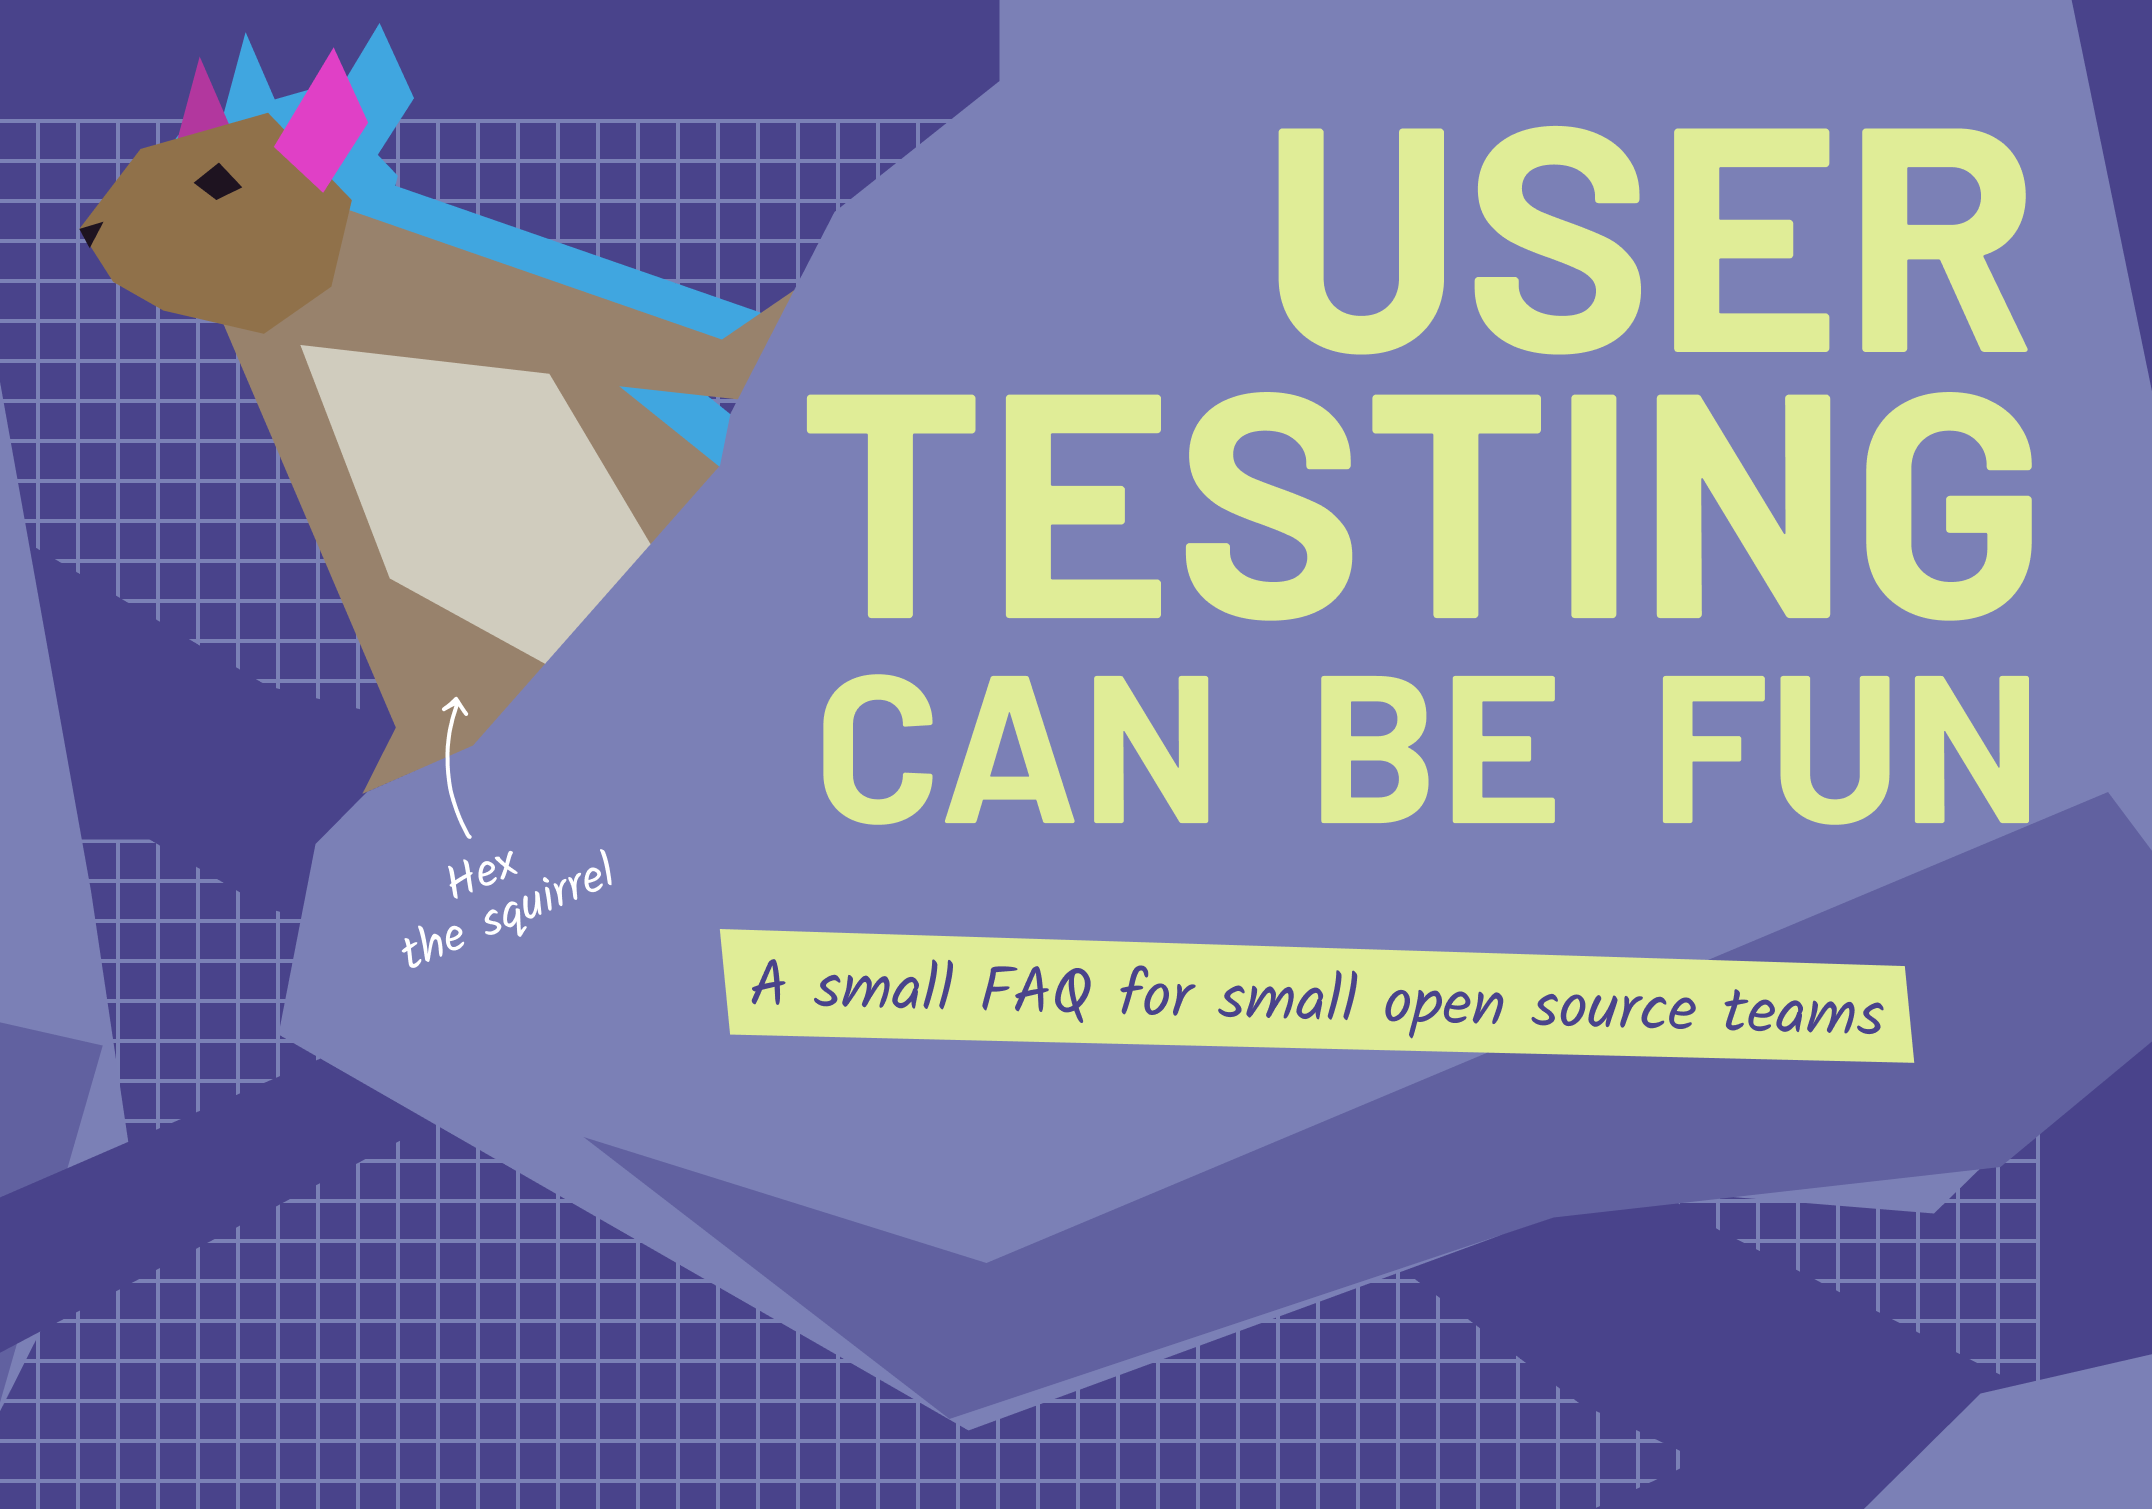 USER
TESTING
CAN BE FUN
Hex
the squirrel
A small FAQ for small open source teams